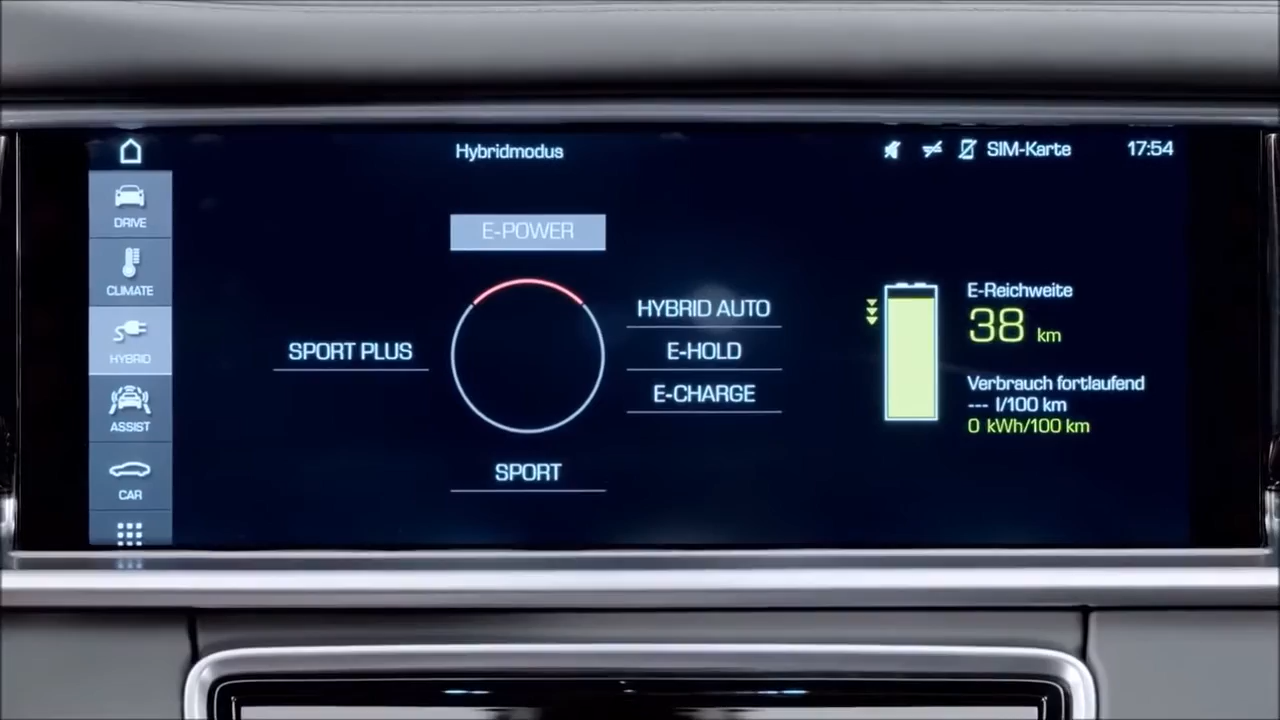 Hybridmodus
SIM-Karte 17:54
DRIVE
CLIMATE
HYBRID
ASSIST
CAR
E-POWER
SPORT PLUS
HYBRID AUTO
E-HOLD
E-CHARGE
SPORT
E-Reichweite
38 km
Verbrauch fortlaufend
--- l/100 km
0 kWh/100 km